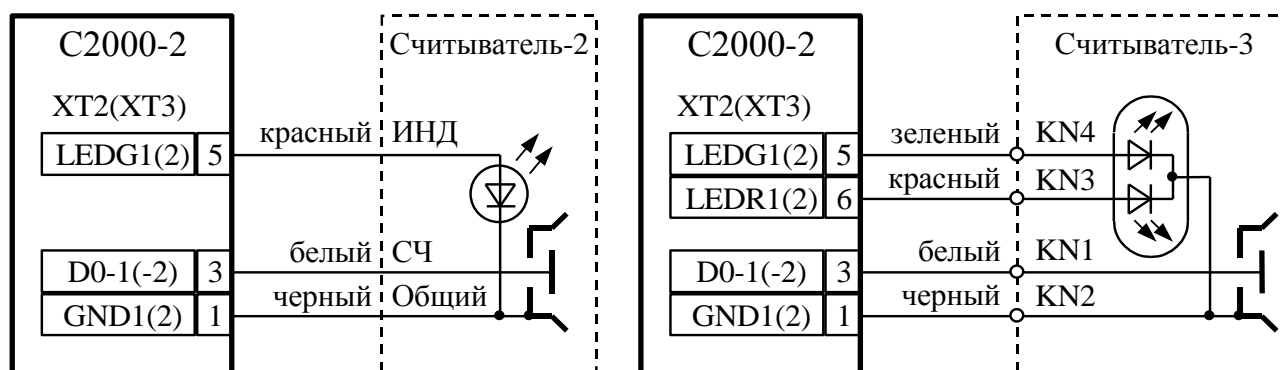 С2000-2
Считыватель-2
XT2(XT3)
красный ИНД
LEDG1(2) 5
белый СЧ
D0-1(-2) 3
черный Общий
GND1(2) 1
С2000-2
Считыватель-3
XT2(XT3)
зеленый KN4
LEDG1(2) 5
красный KN3
LEDR1(2) 6
белый KN1
D0-1(-2) 3
черный KN2
GND1(2) 1